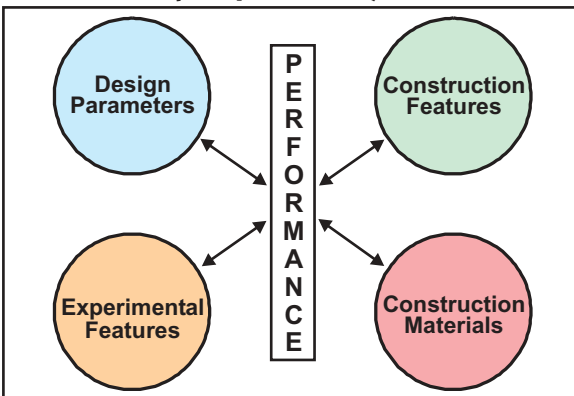 Design
Parameters
Construction
Features
P
E
R
F
O
R
M
A
N
C
E
Experimental
Features
Construction
Materials